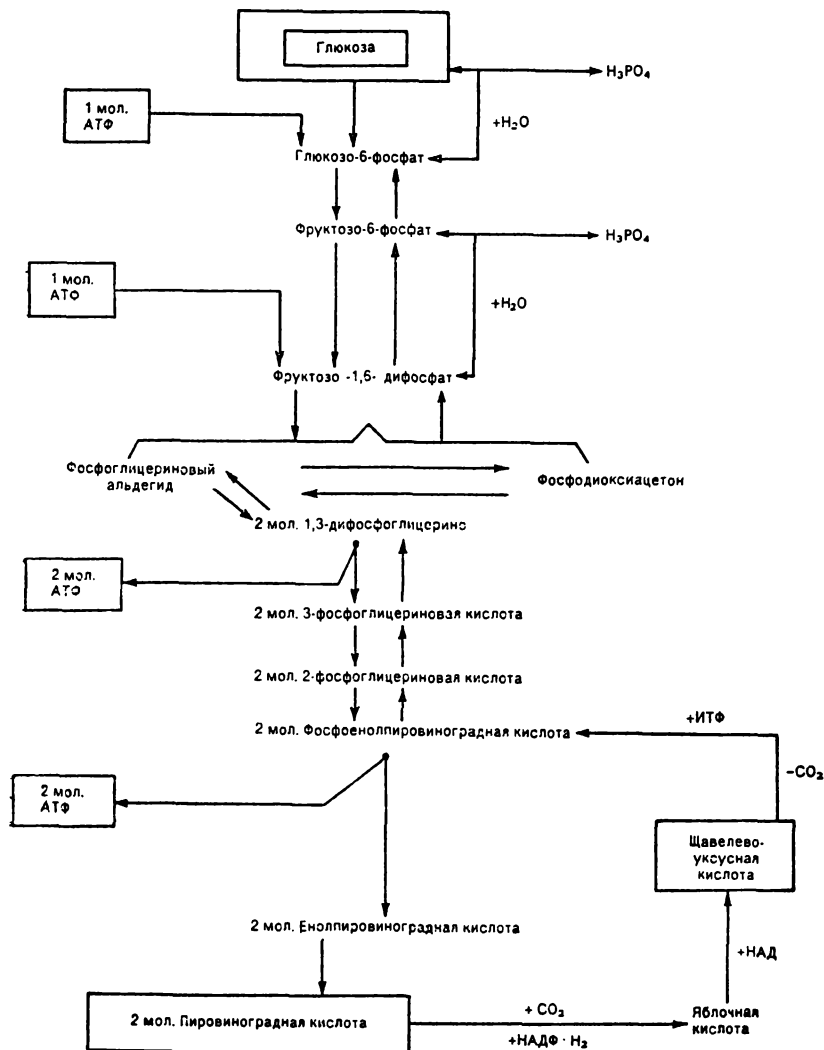 Глюкоза
H₃PO₄
1 мол.
АТФ
+H₂O
Глюкозо-6-фосфат
Фруктозо-6-фосфат
H₃PO₄
1 мол.
АТФ
+H₂O
Фруктозо -1,6- дифосфат
Фосфоглицериновый
альдегид
Фосфодиоксиацетон
2 мол. 1,3-дифосфоглицерино
2 мол.
АТФ
2 мол. 3-фосфоглицериновая кислота
2 мол. 2-фосфоглицериновая кислота
2 мол. Фосфоенолпировиноградная кислота
+ИТФ
–CO₂
2 мол.
АТФ
Щавелево-
уксусная
кислота
2 мол. Енолпировиноградная кислота
+НАД
2 мол. Пировиноградная кислота
+ CO₂
+НАДФ · H₂
Яблочная
кислота